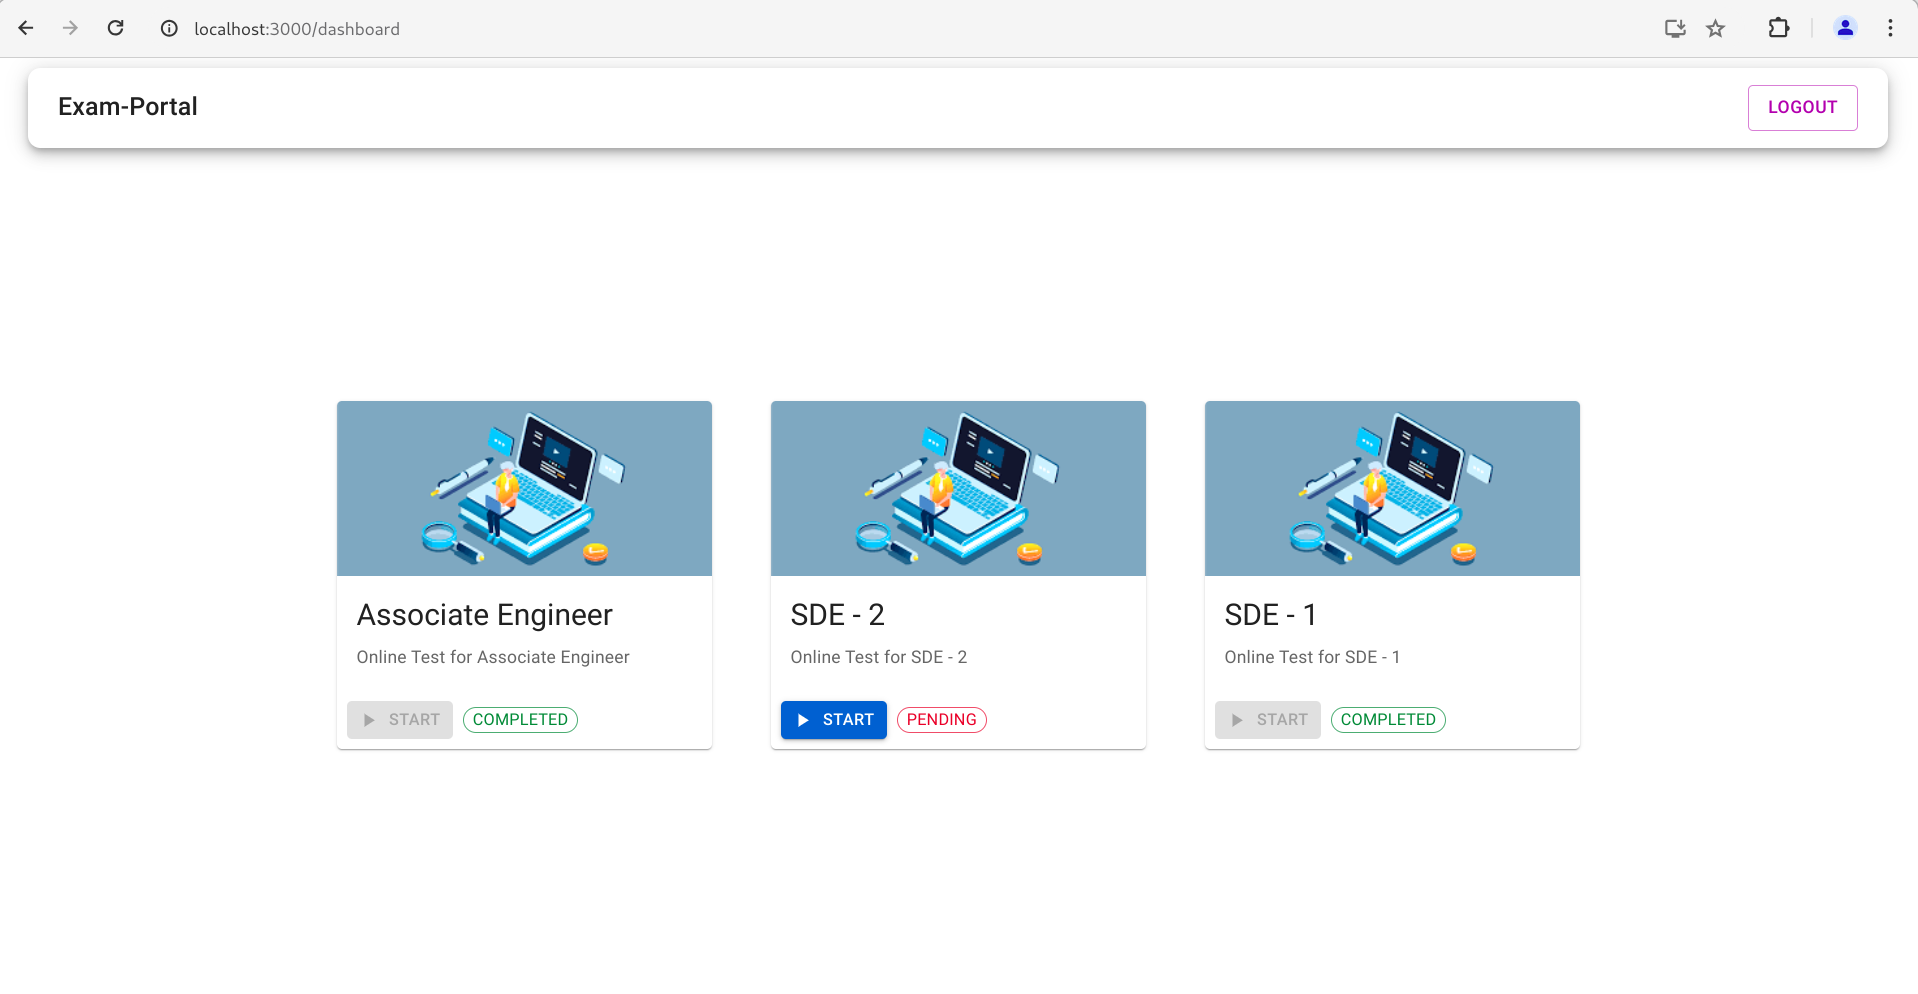 localhost:3000/dashboard
Exam-Portal
LOGOUT
Associate Engineer
Online Test for Associate Engineer
START
COMPLETED
SDE - 2
Online Test for SDE - 2
START
PENDING
SDE - 1
Online Test for SDE - 1
START
COMPLETED